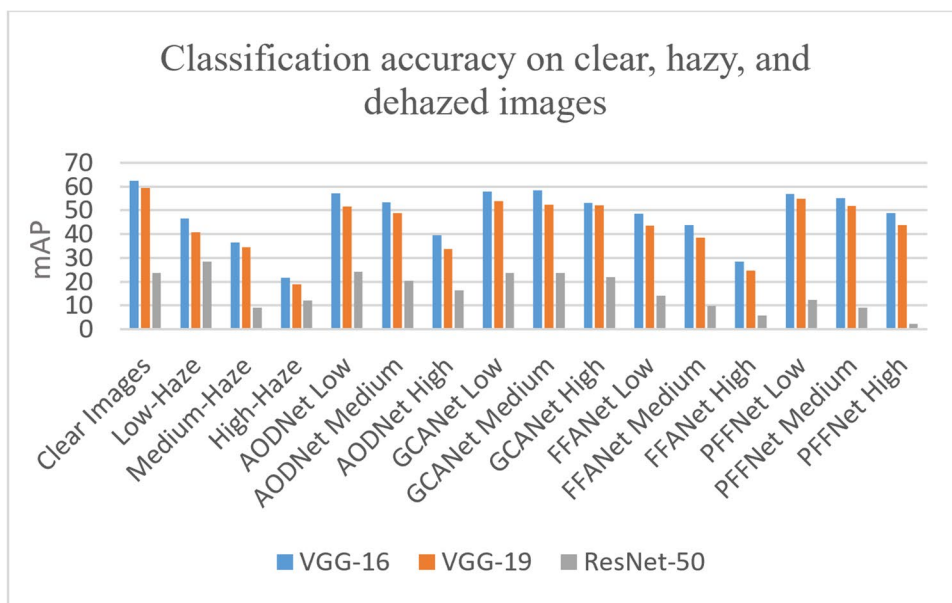 Classification accuracy on clear, hazy, and
dehazed images
70
60
50
40
30
20
10
0
mAP
Clear Images
Low-Haze
Medium-Haze
High-Haze
AODNet Low
AODNet Medium
AODNet High
GCANet Low
GCANet Medium
GCANet High
FFANet Low
FFANet Medium
FFANet High
PFFNet Low
PFFNet Medium
PFFNet High
VGG-16 VGG-19 ResNet-50